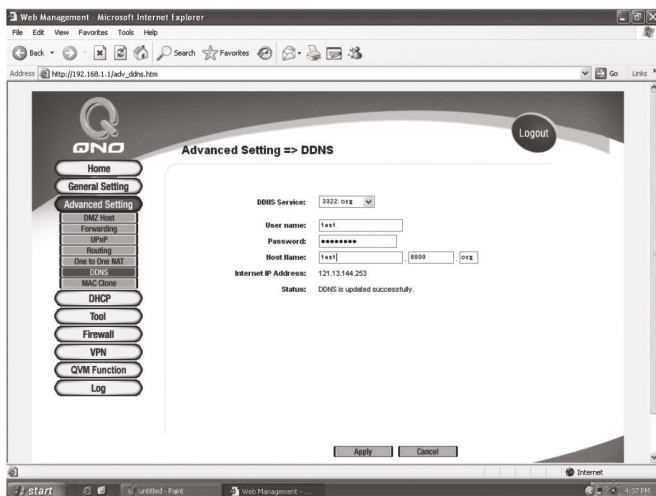 Web Management - Microsoft Internet Explorer
File Edit View Favorites Tools Help
Back Search Favorites
Address http://192.168.1.1/adv_ddns.htm Go Links
QNO
Logout
Advanced Setting => DDNS
Home
General Setting
Advanced Setting
DMZ Host
Forwarding
UPnP
Routing
One to One NAT
DDNS
MAC Clone
DHCP
Tool
Firewall
VPN
QVM Function
Log
DDNS Service: 3322.org
User name: test
Password: ●●●●●●●●
Host Name: test . 8800 . org
Internet IP Address: 121.13.144.253
Status: DDNS is updated successfully.
Apply Cancel
Internet
start untitled - Paint Web Management - ... 4:37 PM